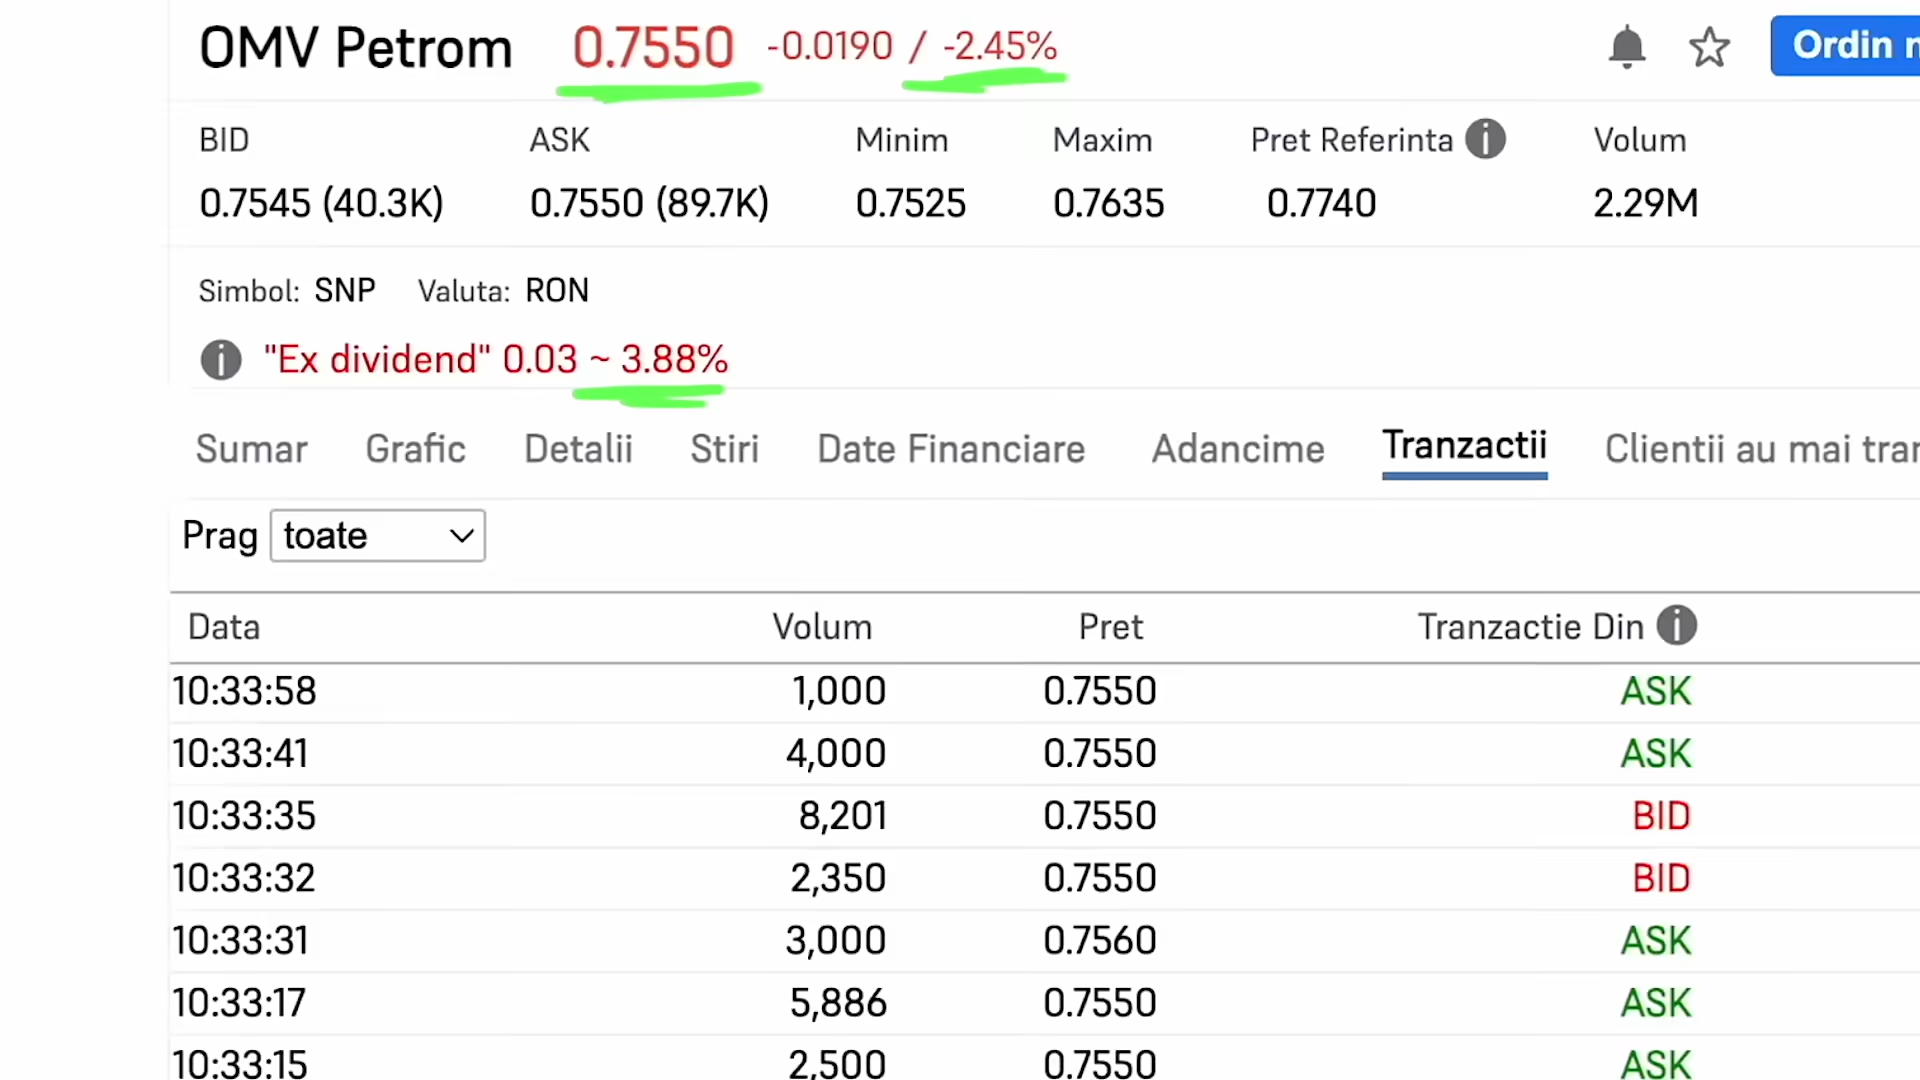 OMV Petrom 0.7550 -0.0190 / -2.45% Ordin
BID ASK Minim Maxim Pret Referinta Volum
0.7545 (40.3K) 0.7550 (89.7K) 0.7525 0.7635 0.7740 2.29M
Simbol: SNP Valuta: RON
"Ex dividend" 0.03 ~ 3.88%
Sumar Grafic Detalii Stiri Date Financiare Adancime Tranzactii Clientii au mai
Prag toate
Data Volum Pret Tranzactie Din
10:33:58 1,000 0.7550 ASK
10:33:41 4,000 0.7550 ASK
10:33:35 8,201 0.7550 BID
10:33:32 2,350 0.7550 BID
10:33:31 3,000 0.7560 ASK
10:33:17 5,886 0.7550 ASK
10:33:15 2,500 0.7550 ASK